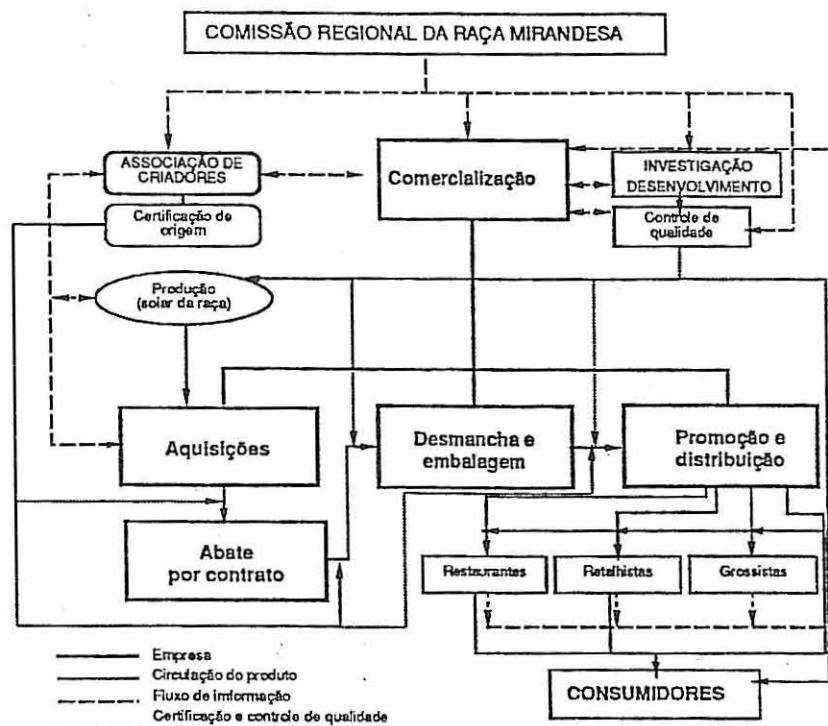 COMISSÃO REGIONAL DA RAÇA MIRANDESA
ASSOCIAÇÃO DE
CRIADORES
Certificação de
origem
Comercialização
INVESTIGAÇÃO
DESENVOLVIMENTO
Controle de
qualidade
Produção
(solar da raça)
Aquisições
Desmancha e
embalagem
Promoção e
distribuição
Abate
por contrato
Restaurantes
Retalhistas
Grossistas
CONSUMIDORES
Empresa
Circulação do produto
Fluxo de imformação
Certificação e controle de qualidade